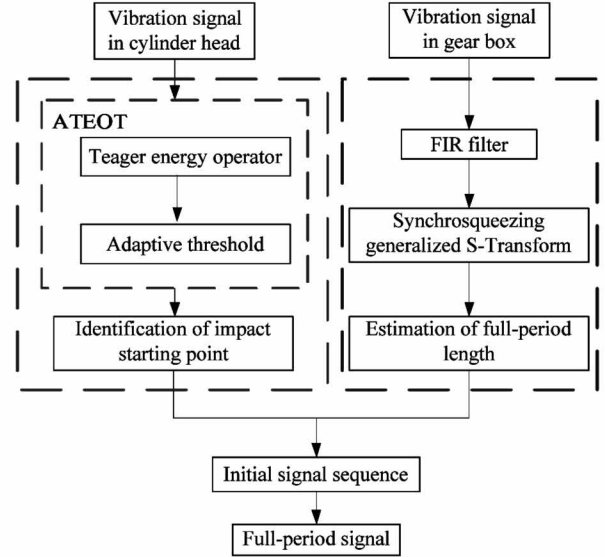 Vibration signal
in cylinder head
Vibration signal
in gear box
ATEOT
Teager energy operator
Adaptive threshold
Identification of impact
starting point
FIR filter
Synchrosqueezing
generalized S-Transform
Estimation of full-period
length
Initial signal sequence
Full-period signal